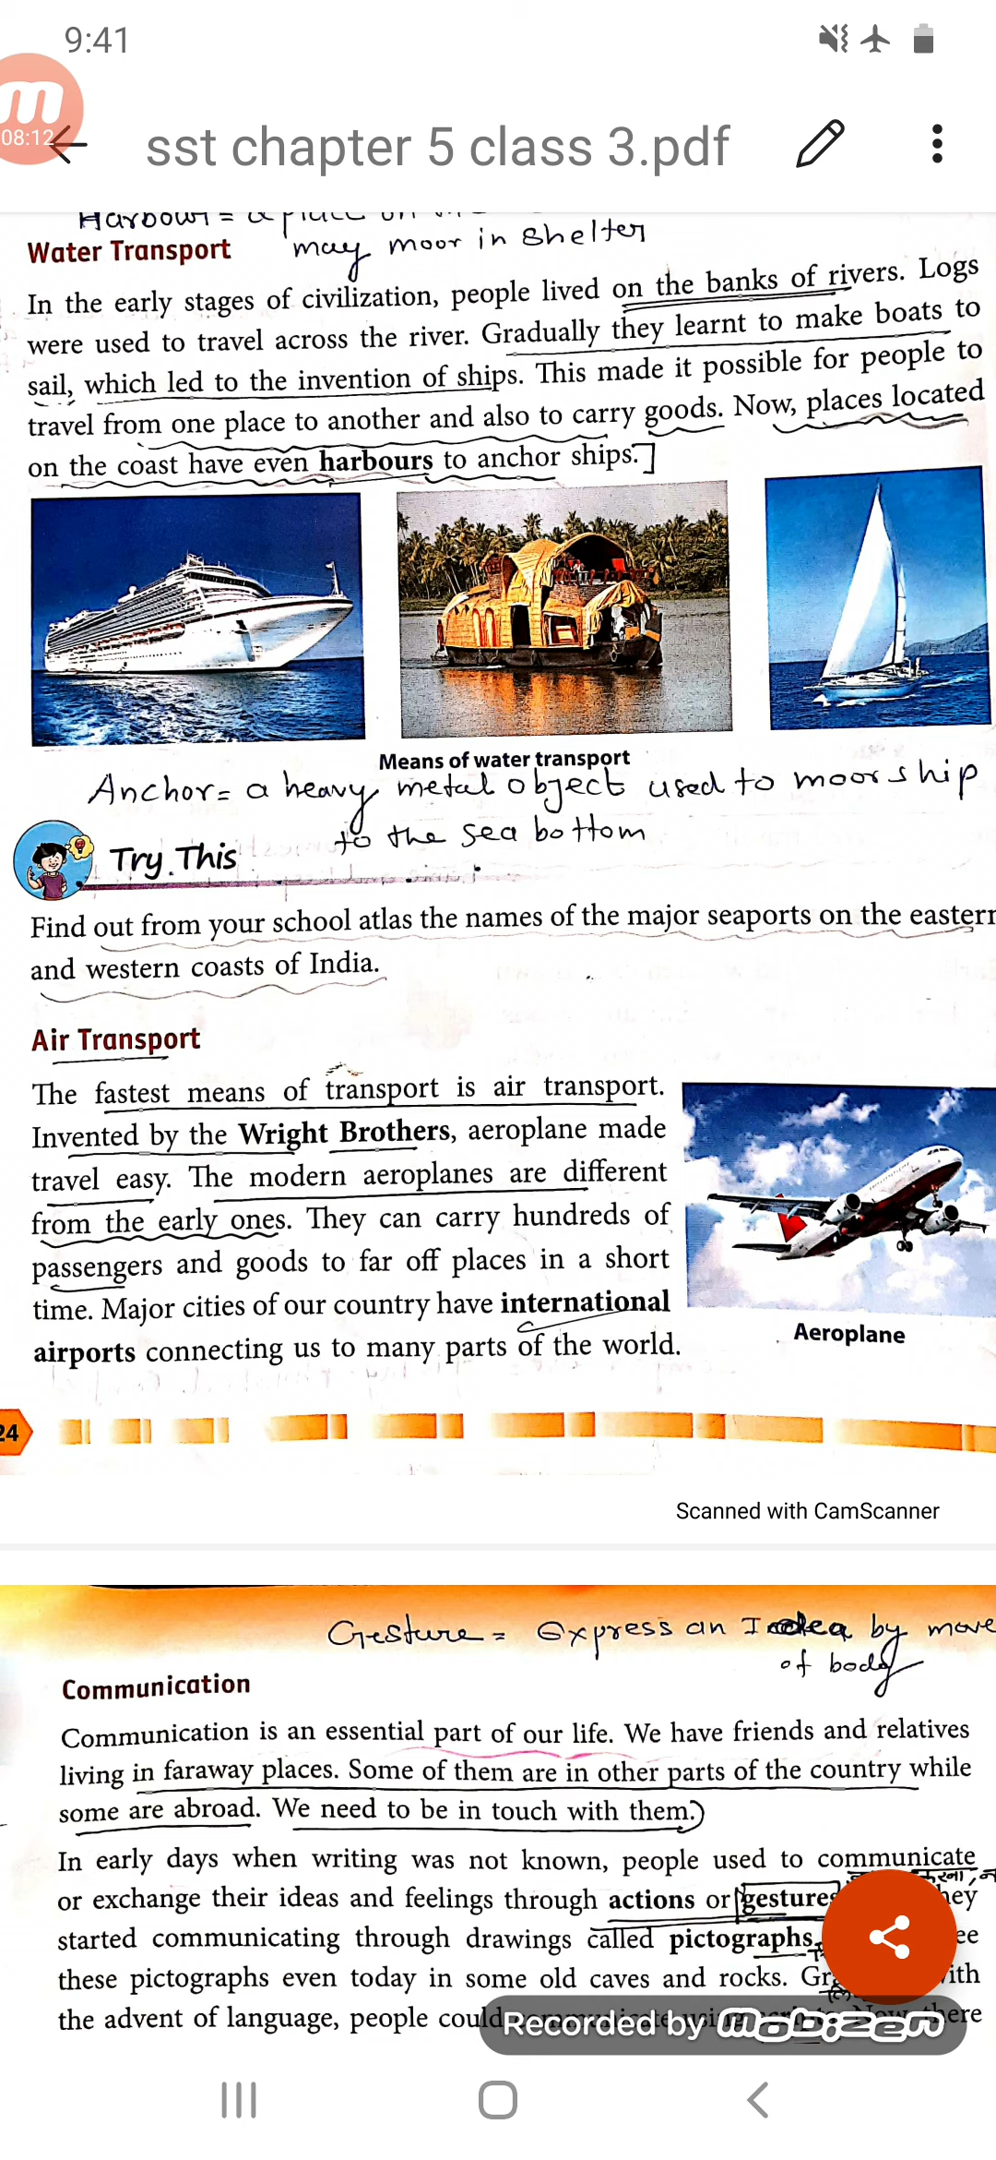 9:41
08:12
sst chapter 5 class 3.pdf
Harbour = a place on
may moor in shelter
Water Transport
In the early stages of civilization, people lived on the banks of rivers. Logs
were used to travel across the river. Gradually they learnt to make boats to
sail, which led to the invention of ships. This made it possible for people to
travel from one place to another and also to carry goods. Now, places located
on the coast have even harbours to anchor ships.]
Means of water transport
Anchor = a heavy metal object used to moor ship
to the sea bottom
Try This
Find out from your school atlas the names of the major seaports on the eastern
and western coasts of India.
Air Transport
The fastest means of transport is air transport.
Invented by the Wright Brothers, aeroplane made
travel easy. The modern aeroplanes are different
from the early ones. They can carry hundreds of
passengers and goods to far off places in a short
time. Major cities of our country have international
airports connecting us to many parts of the world.
Aeroplane
24
Scanned with CamScanner
Gesture = Express an Idea by move
of body
Communication
Communication is an essential part of our life. We have friends and relatives
living in faraway places. Some of them are in other parts of the country while
some are abroad. We need to be in touch with them.)
In early days when writing was not known, people used to communicate
or exchange their ideas and feelings through actions or gestures hey
started communicating through drawings called pictographs ee
these pictographs even today in some old caves and rocks. Gr ith
the advent of language, people could here
Recorded by mobizen